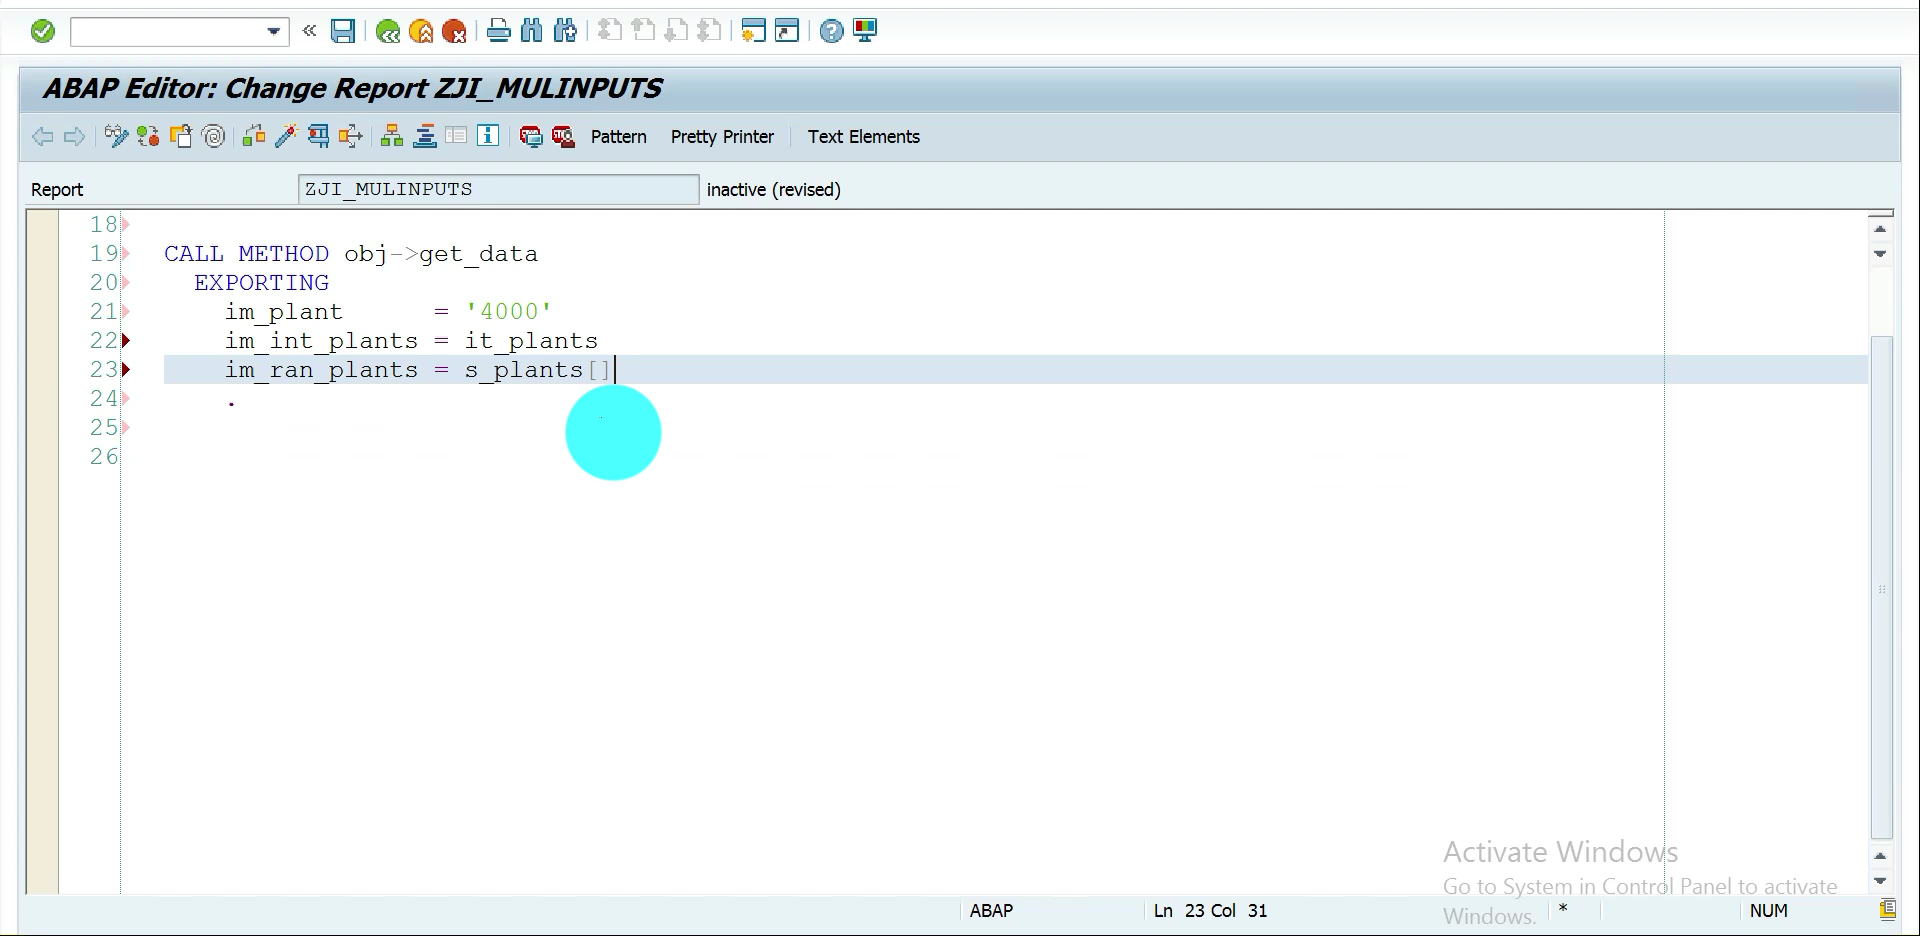 «
ABAP Editor: Change Report ZJI_MULINPUTS
Pattern Pretty Printer Text Elements
Report ZJI_MULINPUTS inactive (revised)
18
19 CALL METHOD obj->get_data
20 EXPORTING
21 im_plant = '4000'
22 im_int_plants = it_plants
23 im_ran_plants = s_plants[]
24 .
25
26
Activate Windows
Go to System in Control Panel to activate
Windows.
ABAP Ln 23 Col 31 * NUM